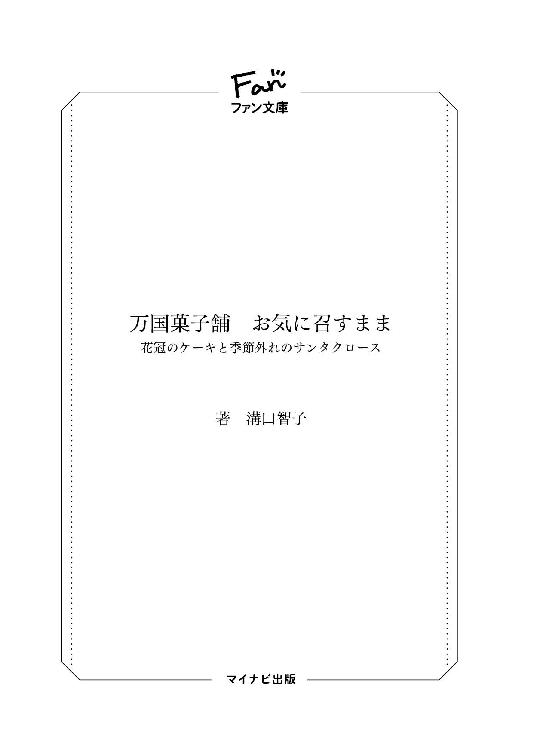 Fan
ファン文庫
万国菓子舗　お気に召すまま
花冠のケーキと季節外れのサンタクロース
著　溝口智子
マイナビ出版